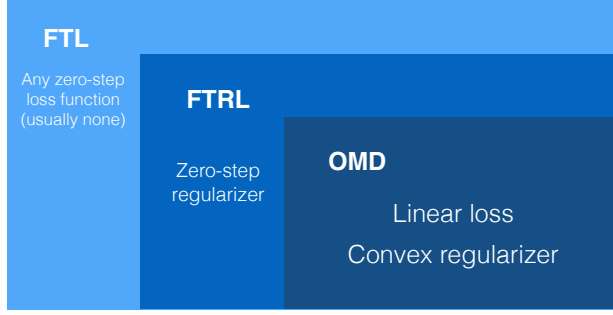 FTL
Any zero-step
loss function
(usually none)
FTRL
Zero-step
regularizer
OMD
Linear loss
Convex regularizer